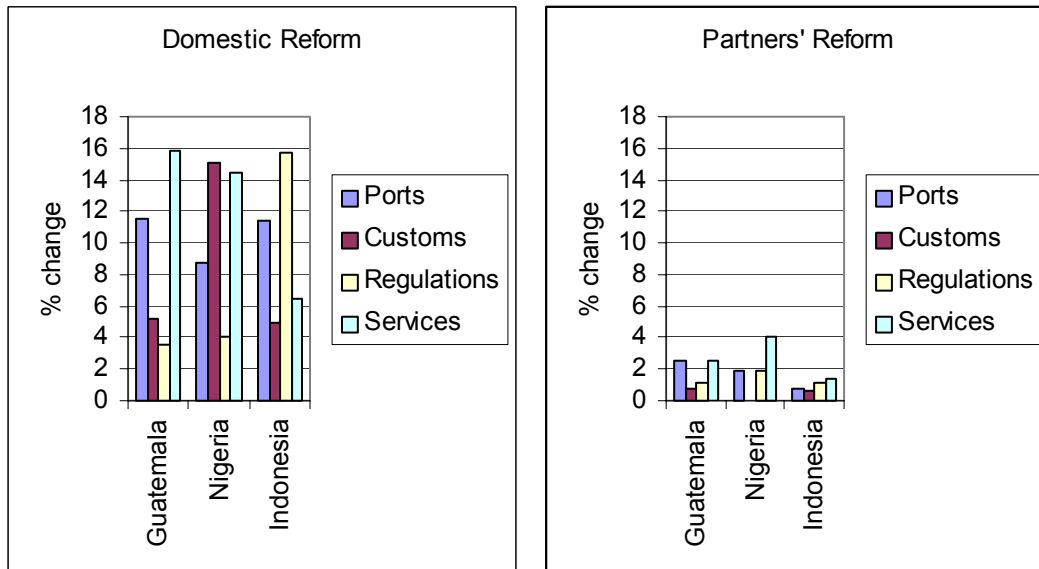 Domestic Reform
18
16
14
12
10
8
6
4
2
0
% change
Guatemala
Nigeria
Indonesia
Ports
Customs
Regulations
Services
Partners' Reform
18
16
14
12
10
8
6
4
2
0
% change
Guatemala
Nigeria
Indonesia
Ports
Customs
Regulations
Services